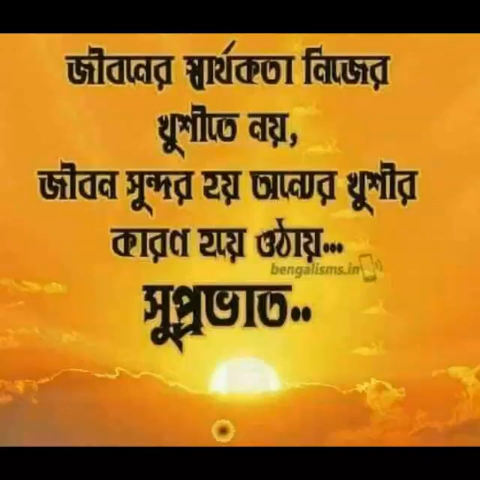 জীবনের স্বার্থকতা নিজের
খুশীতে নয়,
জীবন সুন্দর হয় অন্যের খুশীর
কারণ হয়ে ওঠায়...
bengalisms.in
সুপ্রভাত..